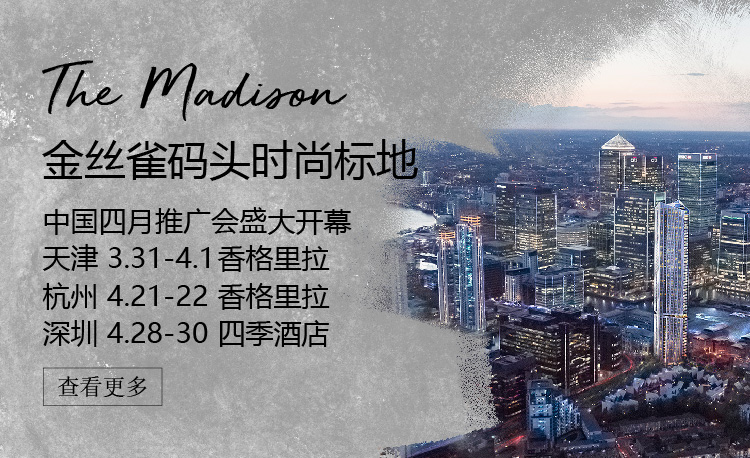 The Madison
金丝雀码头时尚标地
中国四月推广会盛大开幕
天津 3.31-4.1香格里拉
杭州 4.21-22 香格里拉
深圳 4.28-30 四季酒店
查看更多